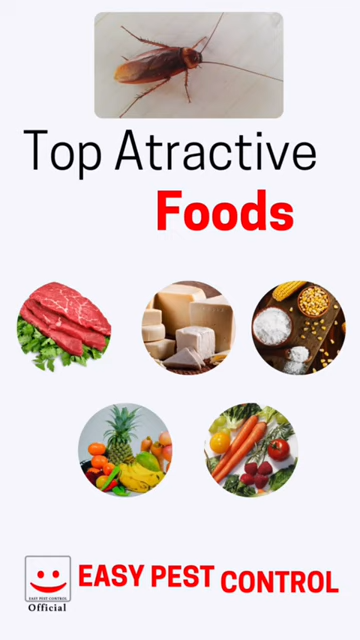 Top Atractive
Foods
EASY PEST CONTROL
EASY PEST CONTROL
Official